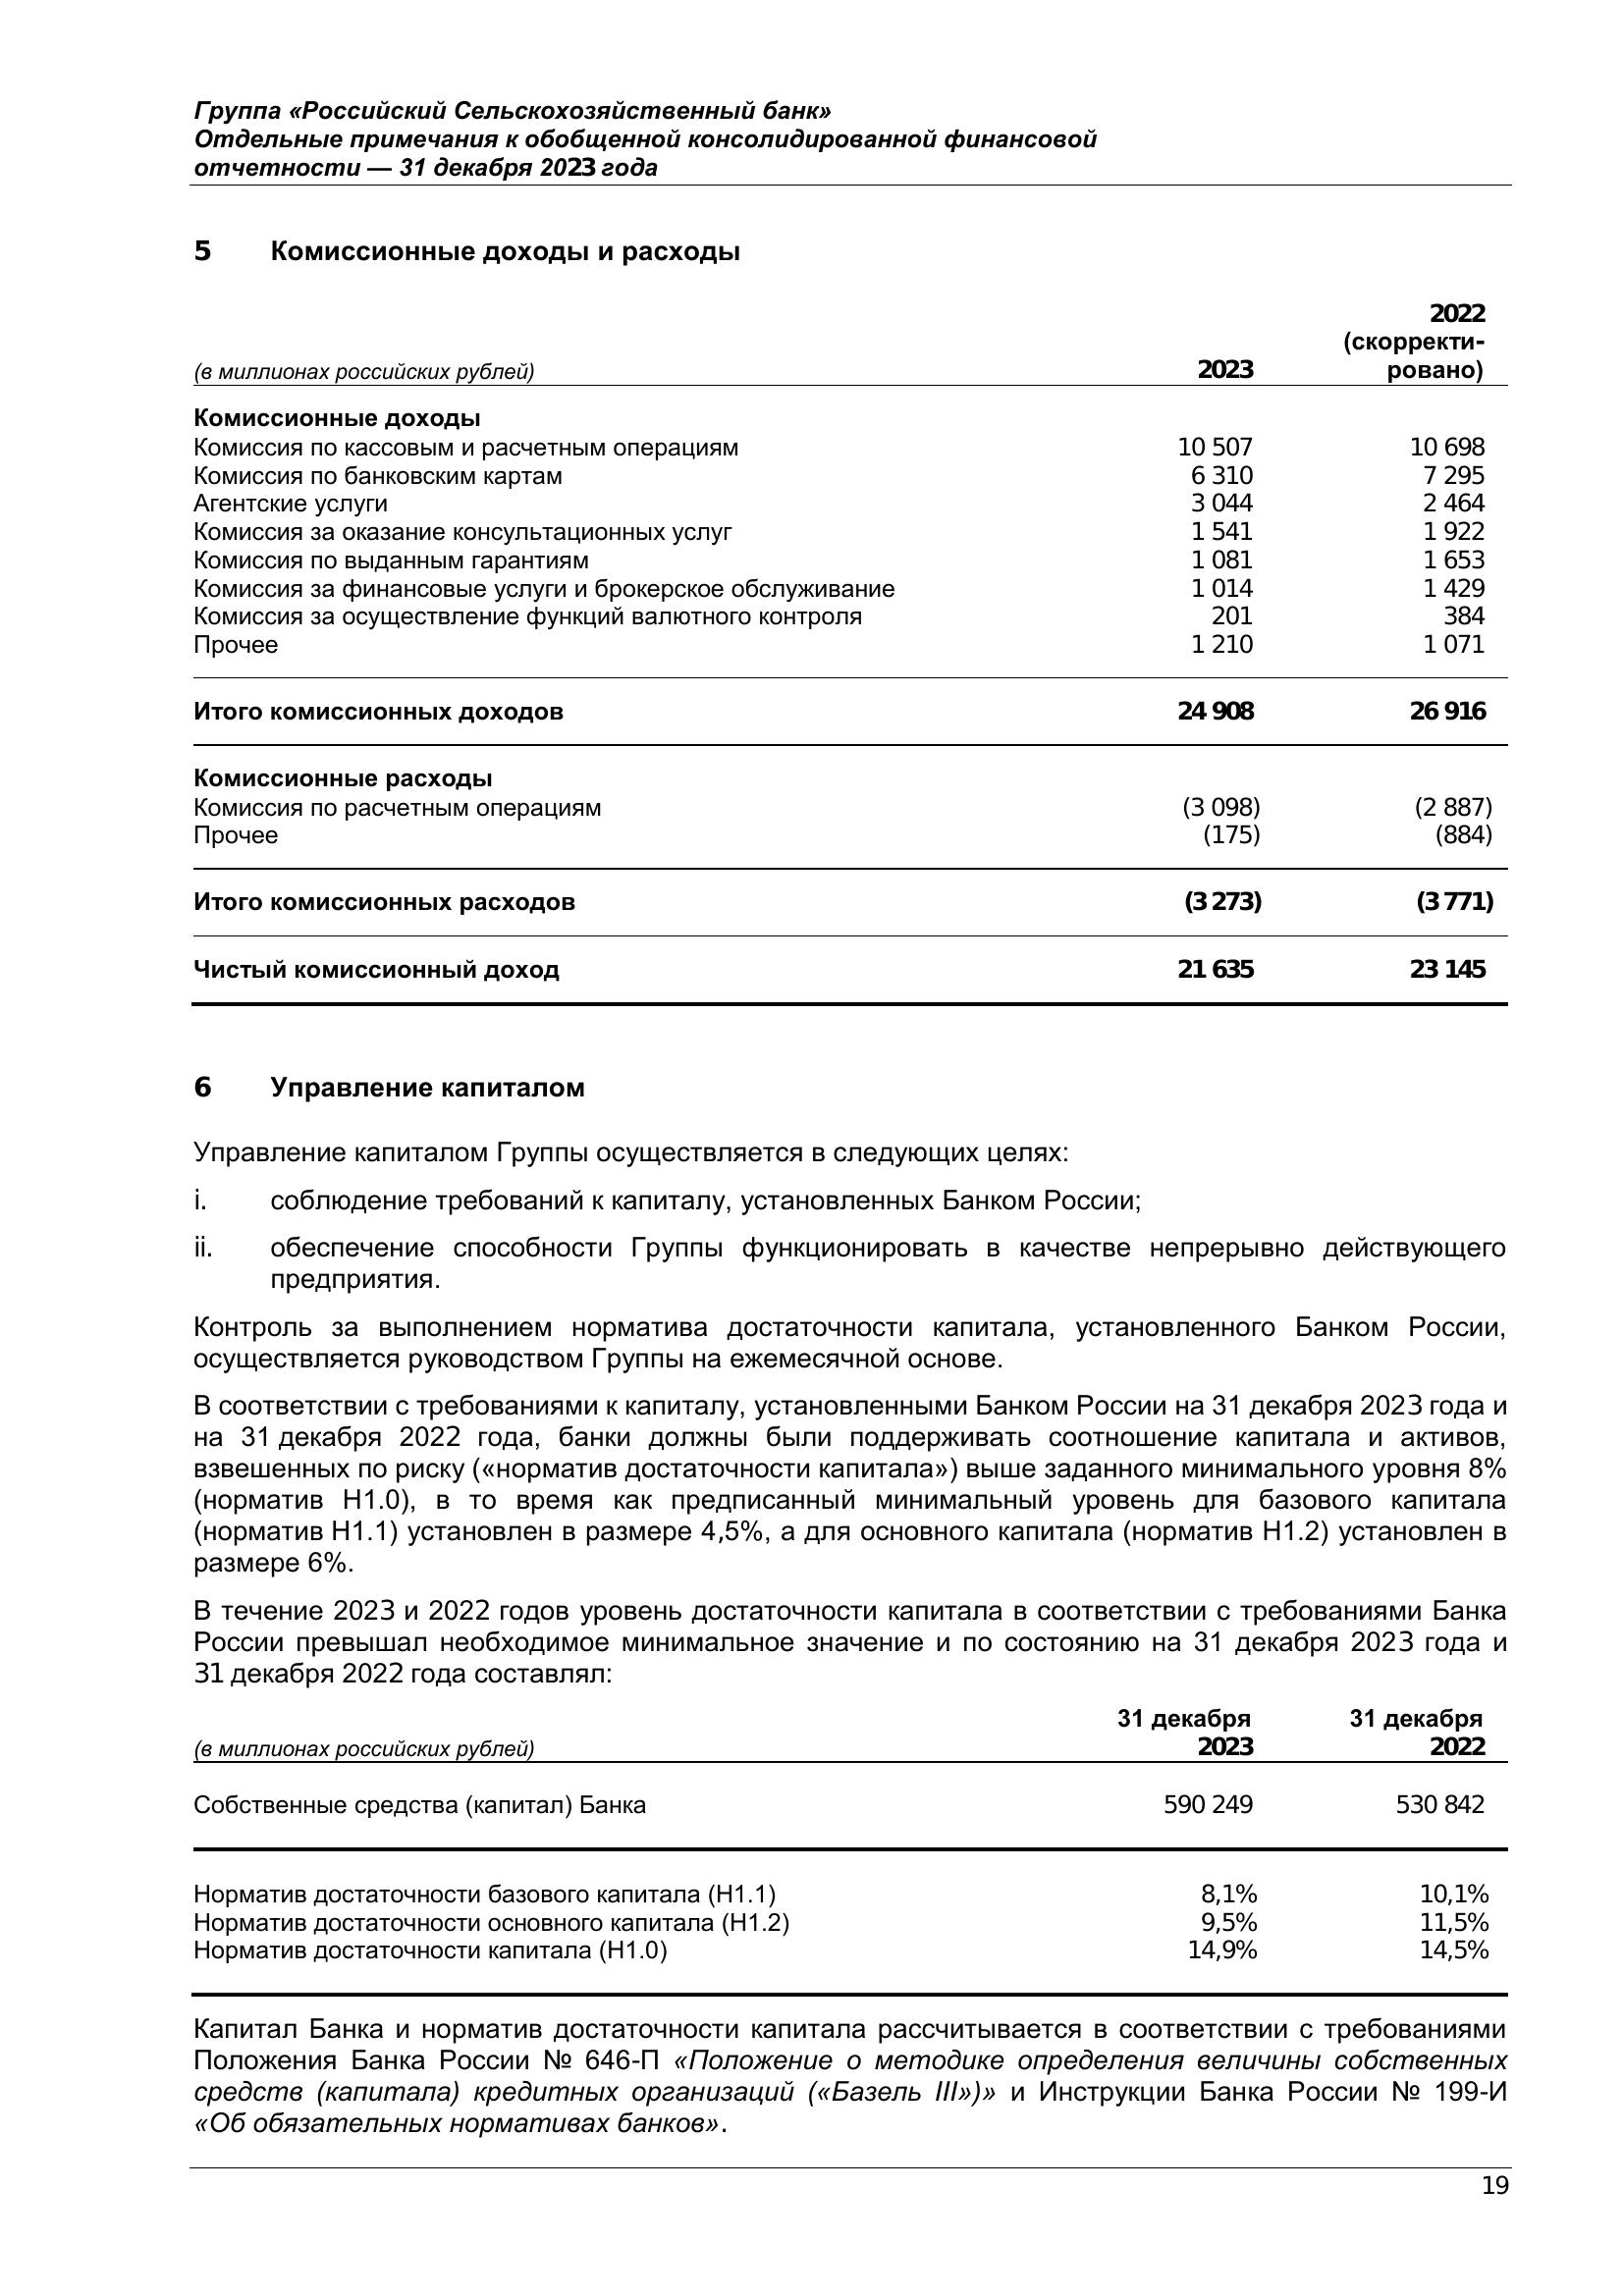 Группа «Российский Сельскохозяйственный банк»
Отдельные примечания к обобщенной консолидированной финансовой
отчетности — 31 декабря 2023 года
5 Комиссионные доходы и расходы
2022
(скорректи-
(в миллионах российских рублей) 2023 ровано)
Комиссионные доходы
Комиссия по кассовым и расчетным операциям 10 507 10 698
Комиссия по банковским картам 6 310 7 295
Агентские услуги 3 044 2 464
Комиссия за оказание консультационных услуг 1 541 1 922
Комиссия по выданным гарантиям 1 081 1 653
Комиссия за финансовые услуги и брокерское обслуживание 1 014 1 429
Комиссия за осуществление функций валютного контроля 201 384
Прочее 1 210 1 071
Итого комиссионных доходов 24 908 26 916
Комиссионные расходы
Комиссия по расчетным операциям (3 098) (2 887)
Прочее (175) (884)
Итого комиссионных расходов (3 273) (3 771)
Чистый комиссионный доход 21 635 23 145
6 Управление капиталом
Управление капиталом Группы осуществляется в следующих целях:
i. соблюдение требований к капиталу, установленных Банком России;
ii. обеспечение способности Группы функционировать в качестве непрерывно действующего
предприятия.
Контроль за выполнением норматива достаточности капитала, установленного Банком России,
осуществляется руководством Группы на ежемесячной основе.
В соответствии с требованиями к капиталу, установленными Банком России на 31 декабря 2023 года и
на 31 декабря 2022 года, банки должны были поддерживать соотношение капитала и активов,
взвешенных по риску («норматив достаточности капитала») выше заданного минимального уровня 8%
(норматив Н1.0), в то время как предписанный минимальный уровень для базового капитала
(норматив Н1.1) установлен в размере 4,5%, а для основного капитала (норматив Н1.2) установлен в
размере 6%.
В течение 2023 и 2022 годов уровень достаточности капитала в соответствии с требованиями Банка
России превышал необходимое минимальное значение и по состоянию на 31 декабря 2023 года и
31 декабря 2022 года составлял:
31 декабря 31 декабря
(в миллионах российских рублей) 2023 2022
Собственные средства (капитал) Банка 590 249 530 842
Норматив достаточности базового капитала (Н1.1) 8,1% 10,1%
Норматив достаточности основного капитала (Н1.2) 9,5% 11,5%
Норматив достаточности капитала (Н1.0) 14,9% 14,5%
Капитал Банка и норматив достаточности капитала рассчитывается в соответствии с требованиями
Положения Банка России № 646-П «Положение о методике определения величины собственных
средств (капитала) кредитных организаций («Базель III»)» и Инструкции Банка России № 199-И
«Об обязательных нормативах банков».
19